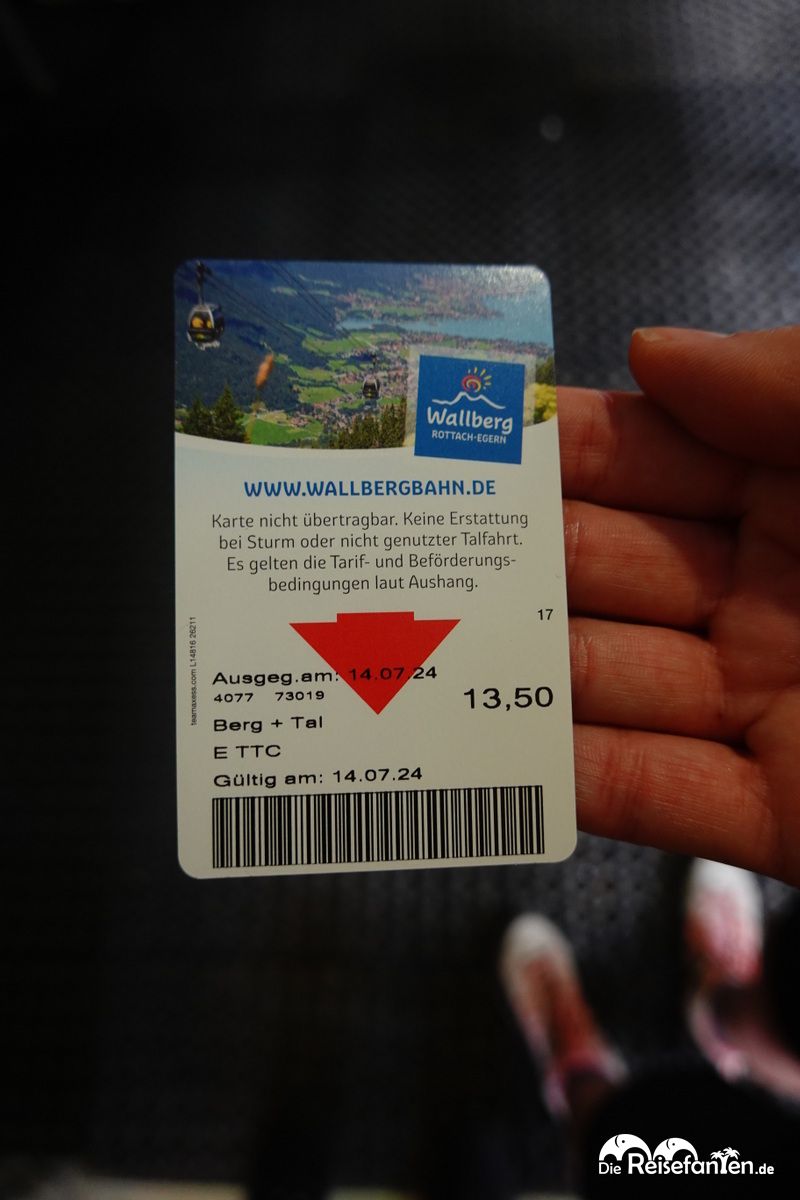 Wallberg
ROTTACH-EGERN
WWW.WALLBERGBAHN.DE
Karte nicht übertragbar. Keine Erstattung
bei Sturm oder nicht genutzter Talfahrt.
Es gelten die Tarif- und Beförderungs-
bedingungen laut Aushang.
17
teamaxess.com L14816 26211
Ausgeg.am: 14.07.24
4077 73019
13,50
Berg + Tal
E TTC
Gültig am: 14.07.24
Die Reisefanten.de